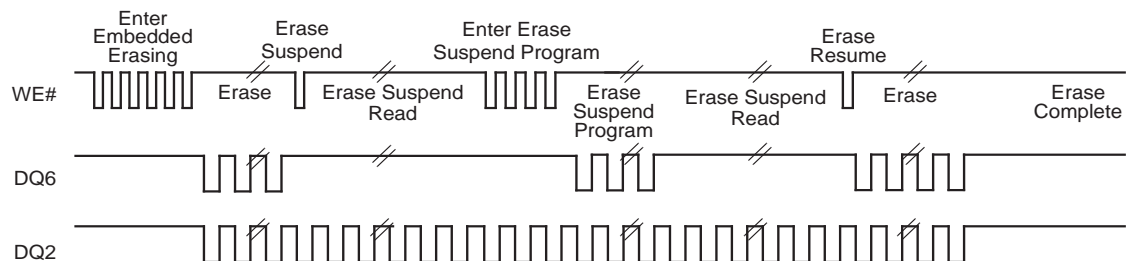 Enter
Embedded
Erasing
Erase
Suspend
Enter Erase
Suspend Program
Erase
Resume
WE#
Erase
Erase Suspend
Read
Erase
Suspend
Program
Erase Suspend
Read
Erase
Erase
Complete
DQ6
DQ2